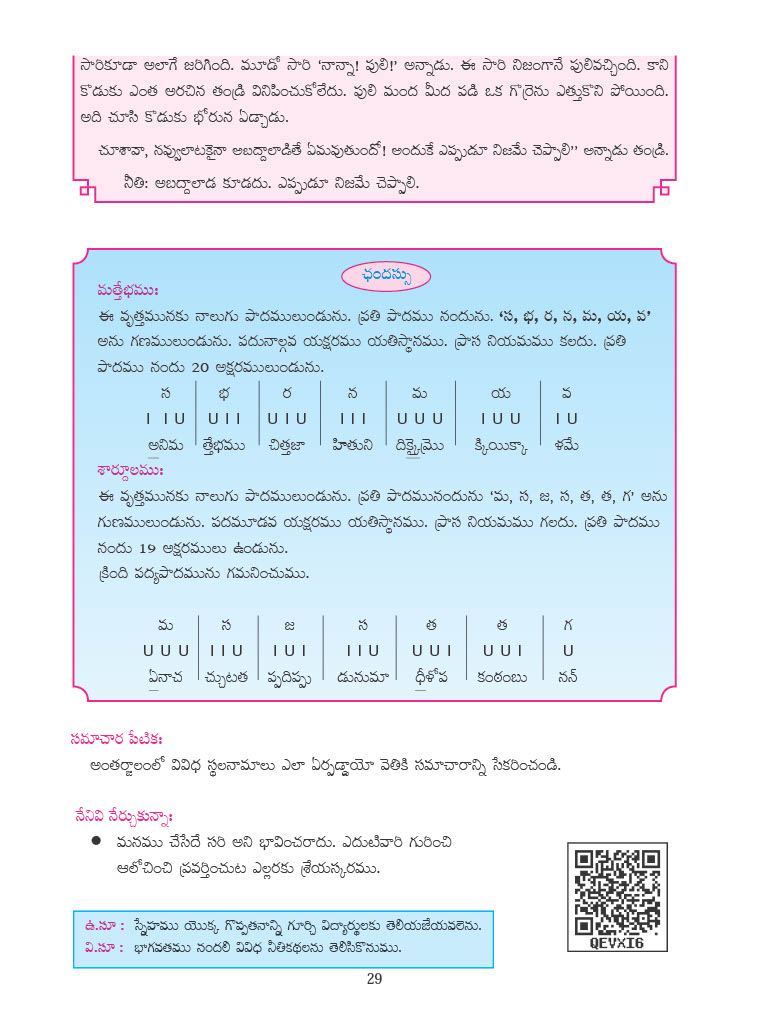 సారికూడా అలాగే జరిగింది. మూడో సారి ‘నాన్నా! పులి!’ అన్నాడు. ఈ సారి నిజంగానే పులివచ్చింది. కాని
కొడుకు ఎంత అరచిన తండ్రి వినిపించుకోలేదు. పులి మంద మీద పడి ఒక గొర్రెను ఎత్తుకొని పోయింది.
అది చూసి కొడుకు భోరున ఏడ్చాడు.
చూశావా, నవ్వులాటకైనా అబద్దాలాడితే ఏమవుతుందో! అందుకే ఎప్పుడూ నిజమే చెప్పాలి’’ అన్నాడు తండ్రి.
నీతి: అబద్దాలాడ కూడదు. ఎప్పుడూ నిజమే చెప్పాలి.
ఛందస్సు
మత్తేభము:
ఈ వృత్తమునకు నాలుగు పాదములుండును. ప్రతి పాదము నందును. ‘స, భ, ర, న, మ, య, వ’
అను గణములుండును. పదునాల్గవ యక్షరము యతిస్థానము. ప్రాస నియమము కలదు. ప్రతి
పాదము నందు 20 అక్షరములుండును.
స భ ర న మ య వ
I I U U I I U I U I I I U U U I U U I U
అనిమ త్తేభము చిత్తజా హితుని దిక్కైమ్రొ క్కియిక్కా ళమే
శార్దూలము:
ఈ వృత్తమునకు నాలుగు పాదములుండును. ప్రతి పాదమునందును ‘మ, స, జ, స, త, త, గ’ అను
గుణములుండును. పదమూడవ యక్షరము యతిస్థానము. ప్రాస నియమము గలదు. ప్రతి పాదము
నందు 19 అక్షరములు ఉండును.
క్రింది పద్యపాదమును గమనించుము.
మ స జ స త త గ
U U U I I U I U I I I U U U I U U I U
ఏనాచ చ్చుటత ప్పదిప్పు డునుమా ధీళోప కంఠంబు నన్
సమాచార పేటిక:
అంతర్జాలంలో వివిధ స్థలనామాలు ఎలా ఏర్పడ్డాయో వెతికి సమాచారాన్ని సేకరించండి.
నేనివి నేర్చుకున్నా:
● మనము చేసేదే సరి అని భావించరాదు. ఎదుటివారి గురించి
ఆలోచించి ప్రవర్తించుట ఎల్లరకు శ్రేయస్కరము.
QEVXI6
ఉ.సూ : స్నేహము యొక్క గొప్పతనాన్ని గూర్చి విద్యార్థులకు తెలియజేయవలెను.
వి.సూ : భాగవతము నందలి వివిధ నీతికథలను తెలిసికొనుము.
29